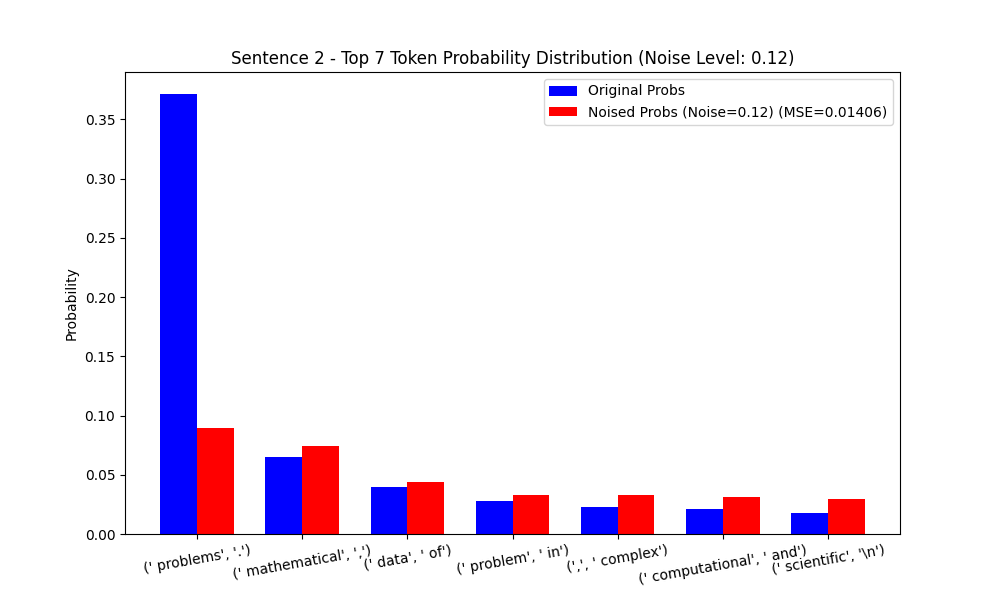 Sentence 2 - Top 7 Token Probability Distribution (Noise Level: 0.12)
Original Probs
Noised Probs (Noise=0.12) (MSE=0.01406)
Probability
0.35
0.30
0.25
0.20
0.15
0.10
0.05
0.00
(' problems', '.')
(' mathematical', ',')
(' data', ' of')
(' problem', ' in')
(',', ' complex')
(' computational', ' and')
(' scientific', '\n')